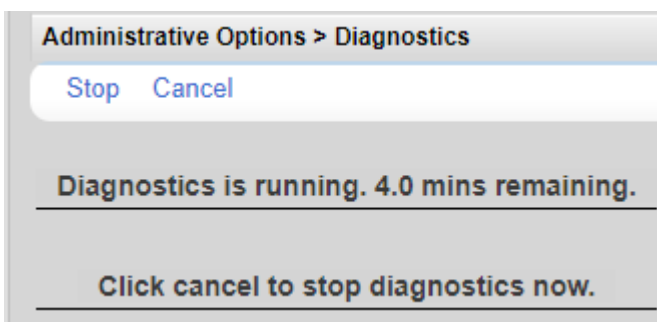 Administrative Options > Diagnostics
Stop Cancel
Diagnostics is running. 4.0 mins remaining.
Click cancel to stop diagnostics now.